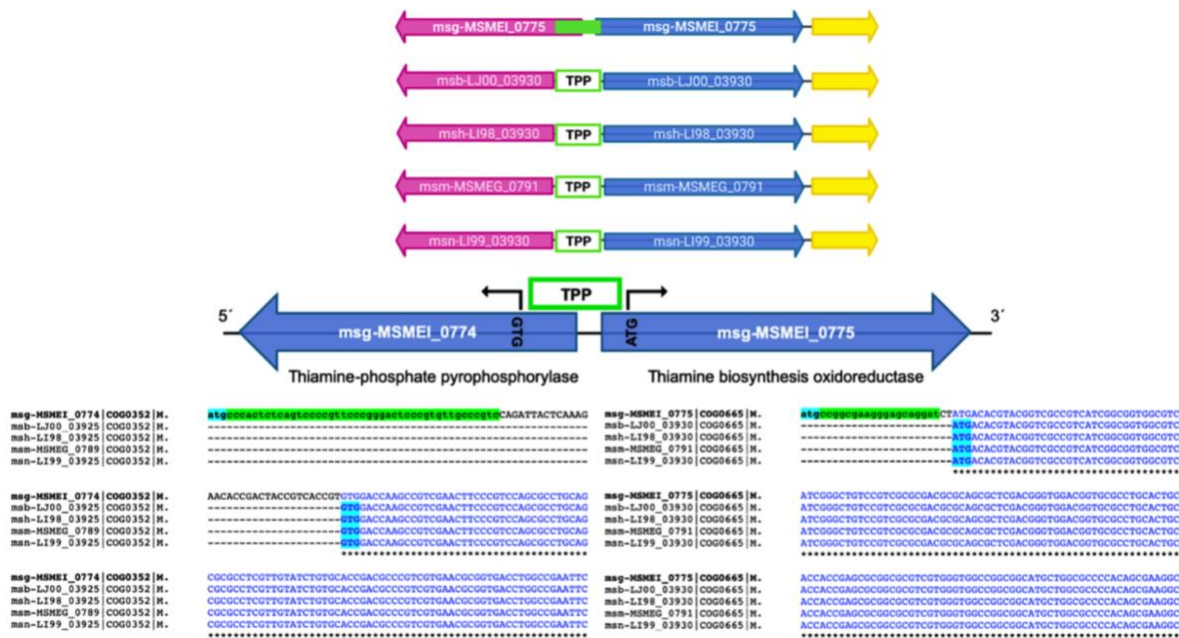 msg-MSMEI_0775 msg-MSMEI_0775
msb-LJ00_03930 TPP msb-LJ00_03930
msh-LI98_03930 TPP msh-LI98_03930
msm-MSMEG_0791 TPP msm-MSMEG_0791
msn-LI99_03930 TPP msn-LI99_03930
TPP
5´ msg-MSMEI_0774 GTG ATG msg-MSMEI_0775 3´
Thiamine-phosphate pyrophosphorylase Thiamine biosynthesis oxidoreductase
msg-MSMEI_0774|COG0352|M. atgcccactctcagtccccgttcccgggactcccgtgttgcccgtcCAGATTACTCAAAG
msb-LJ00_03925|COG0352|M. ------------------------------------------------------------
msh-LI98_03925|COG0352|M. ------------------------------------------------------------
msm-MSMEG_0789|COG0352|M. ------------------------------------------------------------
msn-LI99_03925|COG0352|M. ------------------------------------------------------------
msg-MSMEI_0775|COG0665|M. atgccggcgaagggagcaggatCTATGACACGTACGGTCGCCGTCATCGGCGGTGGCGTC
msb-LJ00_03930|COG0665|M. ------------------------ATGACACGTACGGTCGCCGTCATCGGCGGTGGCGTC
msh-LI98_03930|COG0665|M. ------------------------ATGACACGTACGGTCGCCGTCATCGGCGGTGGCGTC
msm-MSMEG_0791|COG0665|M. ------------------------ATGACACGTACGGTCGCCGTCATCGGCGGTGGCGTC
msn-LI99_03930|COG0665|M. ------------------------ATGACACGTACGGTCGCCGTCATCGGCGGTGGCGTC
************************************
msg-MSMEI_0774|COG0352|M. AACACCGACTACCGTCACCGTGTGGACCAAGCCGTCGAACTTCCCGTCCAGCGCCTGCAG
msb-LJ00_03925|COG0352|M. ---------------------GTGGACCAAGCCGTCGAACTTCCCGTCCAGCGCCTGCAG
msh-LI98_03925|COG0352|M. ---------------------GTGGACCAAGCCGTCGAACTTCCCGTCCAGCGCCTGCAG
msm-MSMEG_0789|COG0352|M. ---------------------GTGGACCAAGCCGTCGAACTTCCCGTCCAGCGCCTGCAG
msn-LI99_03925|COG0352|M. ---------------------GTGGACCAAGCCGTCGAACTTCCCGTCCAGCGCCTGCAG
***************************************
msg-MSMEI_0775|COG0665|M. ATCGGGCTGTCCGTCGCGCGACGCGCAGCGCTCGACGGGTGGACGGTGCGCCTGCACTGC
msb-LJ00_03930|COG0665|M. ATCGGGCTGTCCGTCGCGCGACGCGCAGCGCTCGACGGGTGGACGGTGCGCCTGCACTGC
msh-LI98_03930|COG0665|M. ATCGGGCTGTCCGTCGCGCGACGCGCAGCGCTCGACGGGTGGACGGTGCGCCTGCACTGC
msm-MSMEG_0791|COG0665|M. ATCGGGCTGTCCGTCGCGCGACGCGCAGCGCTCGACGGGTGGACGGTGCGCCTGCACTGC
msn-LI99_03930|COG0665|M. ATCGGGCTGTCCGTCGCGCGACGCGCAGCGCTCGACGGGTGGACGGTGCGCCTGCACTGC
************************************************************
msg-MSMEI_0774|COG0352|M. CGCGCCTCGTTGTATCTGTGCACCGACGCCCGTCGTGAACGCGGTGACCTGGCCGAATTC
msb-LJ00_03925|COG0352|M. CGCGCCTCGTTGTATCTGTGCACCGACGCCCGTCGTGAACGCGGTGACCTGGCCGAATTC
msh-LI98_03925|COG0352|M. CGCGCCTCGTTGTATCTGTGCACCGACGCCCGTCGTGAACGCGGTGACCTGGCCGAATTC
msm-MSMEG_0789|COG0352|M. CGCGCCTCGTTGTATCTGTGCACCGACGCCCGTCGTGAACGCGGTGACCTGGCCGAATTC
msn-LI99_03925|COG0352|M. CGCGCCTCGTTGTATCTGTGCACCGACGCCCGTCGTGAACGCGGTGACCTGGCCGAATTC
************************************************************
msg-MSMEI_0775|COG0665|M. ACCACCGAGCGCGGCGCGTCGTGGGTGGCCGGCGGCATGCTGGCGCCCCACAGCGAAGGC
msb-LJ00_03930|COG0665|M. ACCACCGAGCGCGGCGCGTCGTGGGTGGCCGGCGGCATGCTGGCGCCCCACAGCGAAGGC
msh-LI98_03930|COG0665|M. ACCACCGAGCGCGGCGCGTCGTGGGTGGCCGGCGGCATGCTGGCGCCCCACAGCGAAGGC
msm-MSMEG_0791|COG0665|M. ACCACCGAGCGCGGCGCGTCGTGGGTGGCCGGCGGCATGCTGGCGCCCCACAGCGAAGGC
msn-LI99_03930|COG0665|M. ACCACCGAGCGCGGCGCGTCGTGGGTGGCCGGCGGCATGCTGGCGCCCCACAGCGAAGGC
************************************************************